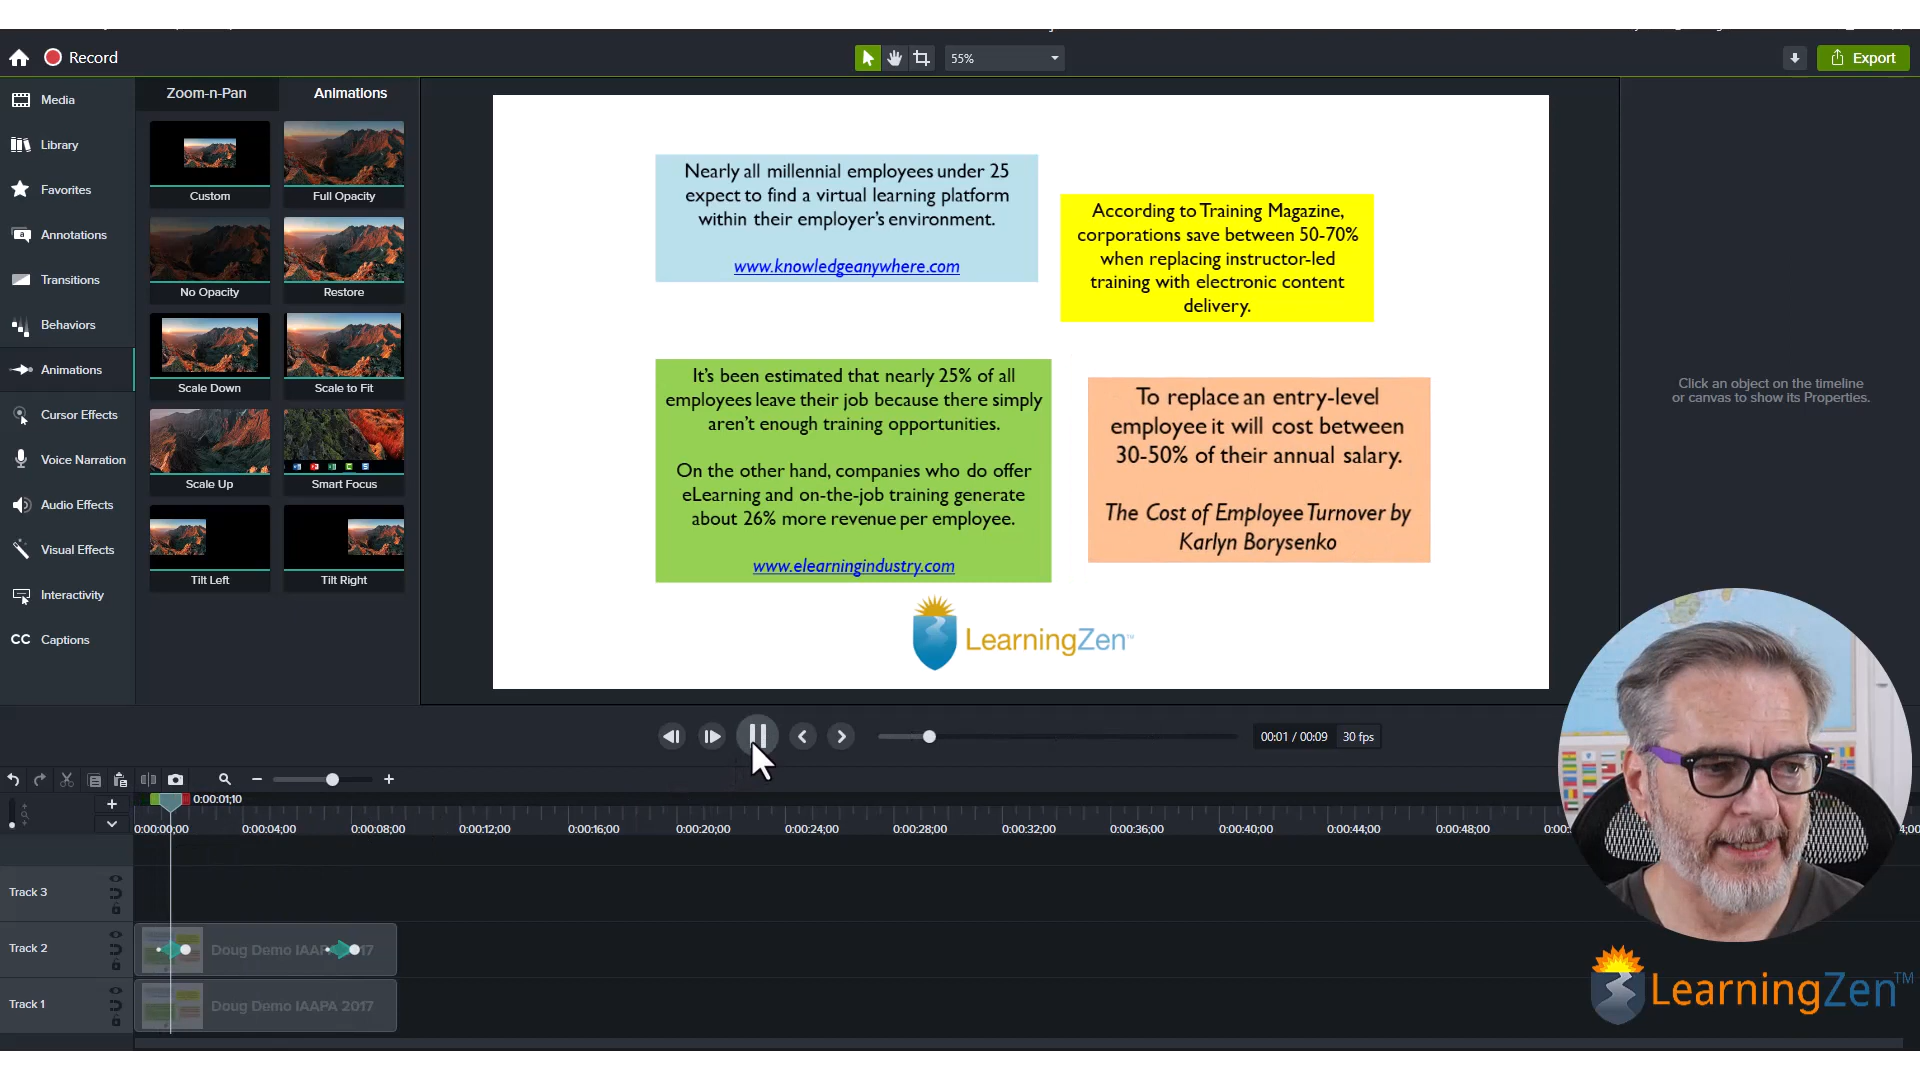 Record
55%
Export
Media
Library
Favorites
Annotations
Transitions
Behaviors
Animations
Cursor Effects
Voice Narration
Audio Effects
Visual Effects
Interactivity
CC Captions
Zoom-n-Pan
Animations
Custom
Full Opacity
No Opacity
Restore
Scale Down
Scale to Fit
Scale Up
Smart Focus
Tilt Left
Tilt Right
Nearly all millennial employees under 25
expect to find a virtual learning platform
within their employer's environment.
www.knowledgeanywhere.com
According to Training Magazine,
corporations save between 50-70%
when replacing instructor-led
training with electronic content
delivery.
It's been estimated that nearly 25% of all
employees leave their job because there simply
aren't enough training opportunities.
On the other hand, companies who do offer
eLearning and on-the-job training generate
about 26% more revenue per employee.
www.elearningindustry.com
To replace an entry-level
employee it will cost between
30-50% of their annual salary.
The Cost of Employee Turnover by
Karlyn Borysenko
LearningZen™
Click an object on the timeline
or canvas to show its Properties.
00:01 / 00:09
30 fps
0:00:01;10
0:00:00;00
0:00:04;00
0:00:08;00
0:00:12;00
0:00:16;00
0:00:20;00
0:00:24;00
0:00:28;00
0:00:32;00
0:00:36;00
0:00:40;00
0:00:44;00
0:00:48;00
Track 3
Track 2
Doug Demo IAAPA 2017
Track 1
Doug Demo IAAPA 2017
LearningZen™